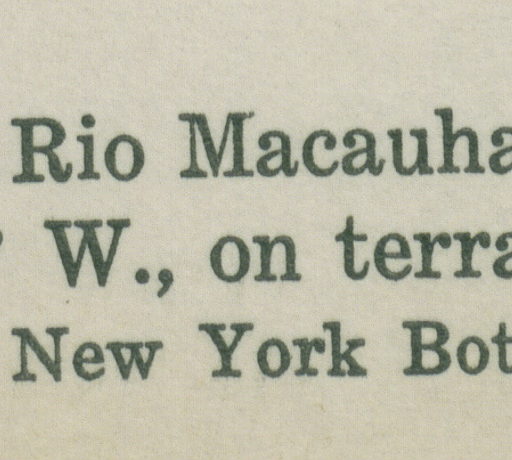 Rio Macauha
' W., on terra
New York Bot